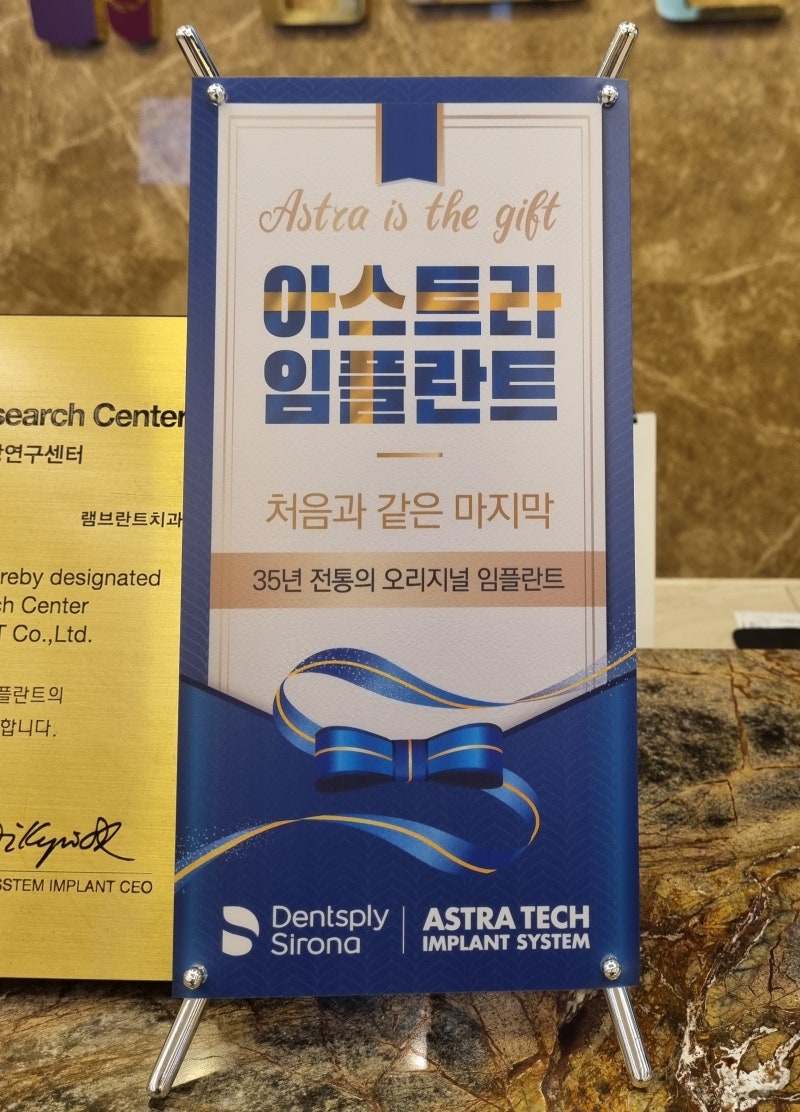 Astra is the gift
아스트라
임플란트
처음과 같은 마지막
35년 전통의 오리지널 임플란트
Dentsply
Sirona
ASTRA TECH
IMPLANT SYSTEM
search Center
연구센터
램브란트치과
reby designated
ch Center
T Co.,Ltd.
플란트의
합니다.
SSTEM IMPLANT CEO